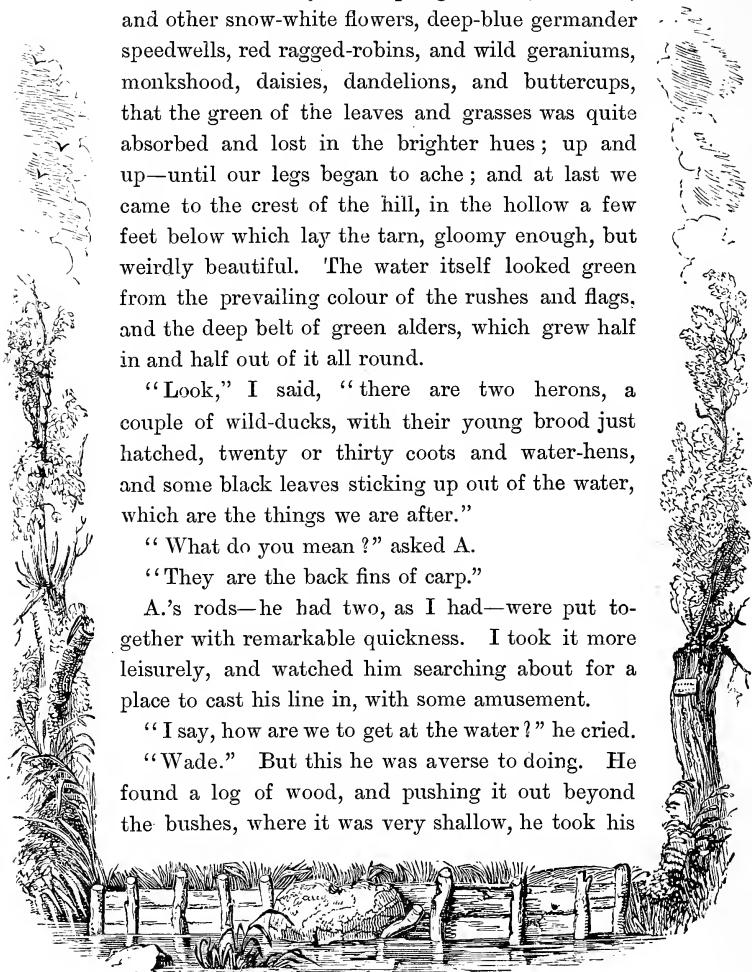 and other snow-white flowers, deep-blue germander
speedwells, red ragged-robins, and wild geraniums,
monkshood, daisies, dandelions, and buttercups,
that the green of the leaves and grasses was quite
absorbed and lost in the brighter hues; up and
up—until our legs began to ache; and at last we
came to the crest of the hill, in the hollow a few
feet below which lay the tarn, gloomy enough, but
weirdly beautiful. The water itself looked green
from the prevailing colour of the rushes and flags,
and the deep belt of green alders, which grew half
in and half out of it all round.
“Look,” I said, “there are two herons, a
couple of wild-ducks, with their young brood just
hatched, twenty or thirty coots and water-hens,
and some black leaves sticking up out of the water,
which are the things we are after.”
“What do you mean?” asked A.
“They are the back fins of carp.”
A.’s rods—he had two, as I had—were put to-
gether with remarkable quickness. I took it more
leisurely, and watched him searching about for a
place to cast his line in, with some amusement.
“I say, how are we to get at the water?” he cried.
“Wade.” But this he was averse to doing. He
found a log of wood, and pushing it out beyond
the bushes, where it was very shallow, he took his